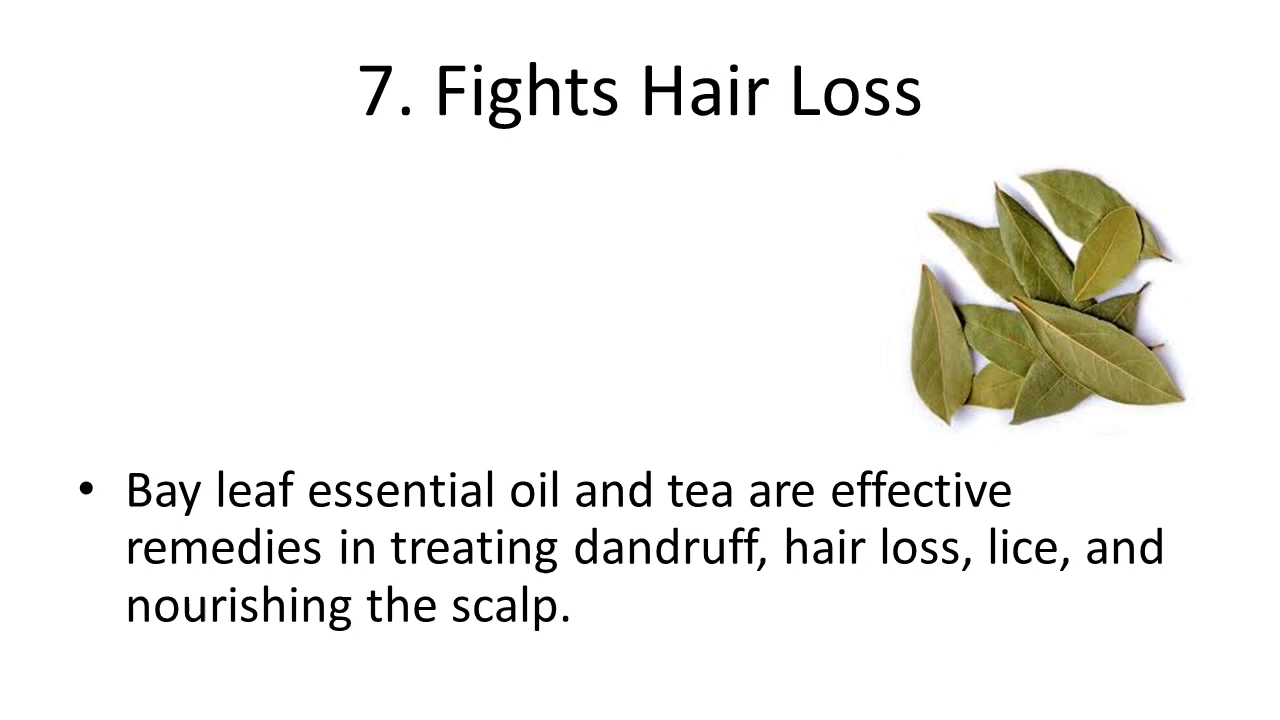 7. Fights Hair Loss
• Bay leaf essential oil and tea are effective
remedies in treating dandruff, hair loss, lice, and
nourishing the scalp.